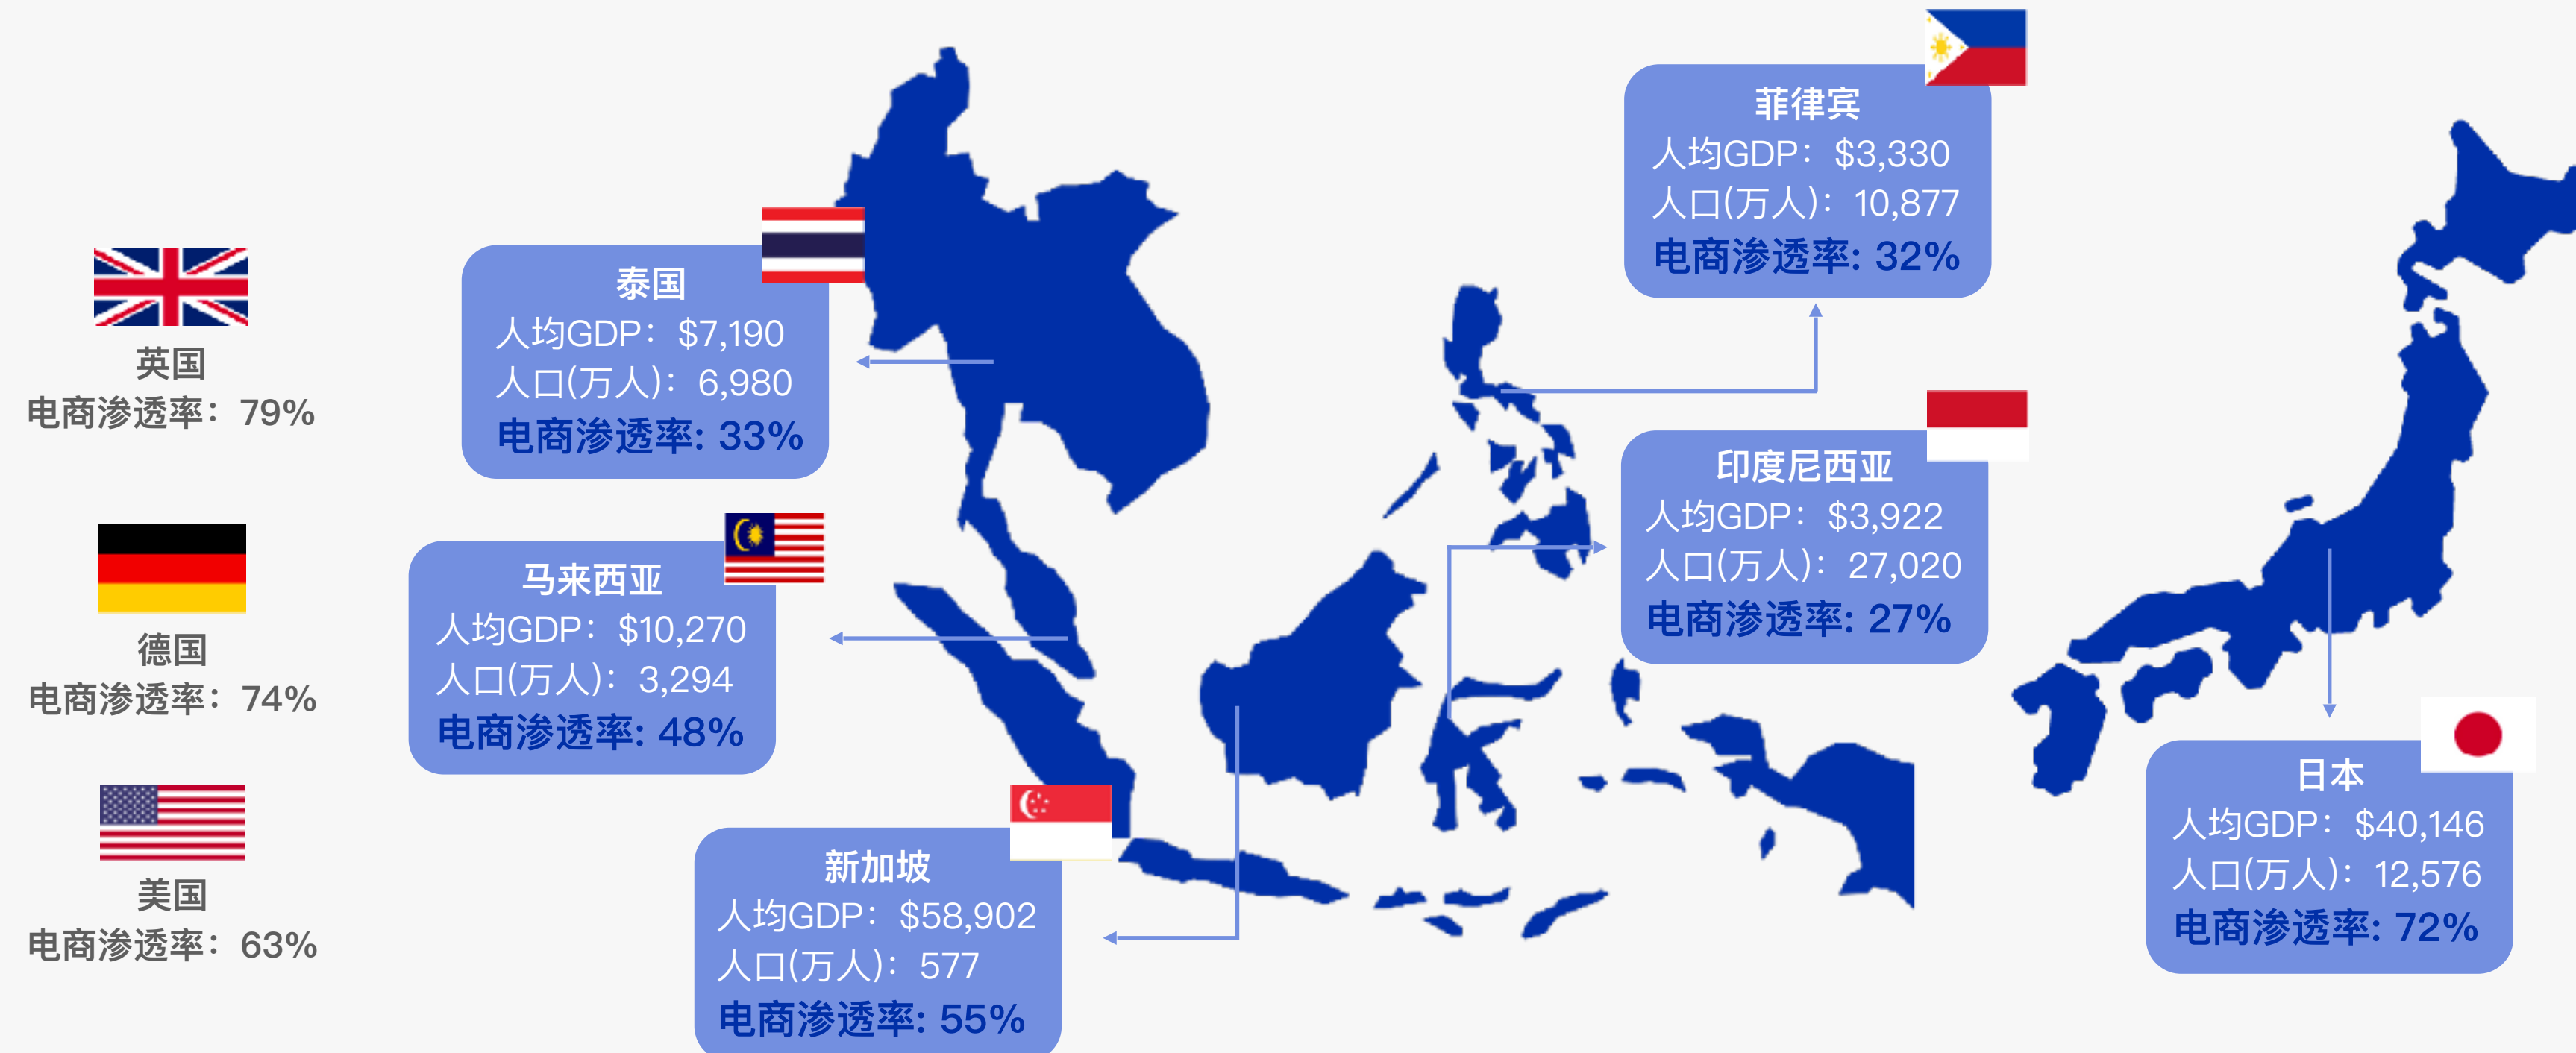 英国
电商渗透率：79%
德国
电商渗透率：74%
美国
电商渗透率：63%
泰国
人均GDP：$7,190
人口(万人)：6,980
电商渗透率: 33%
马来西亚
人均GDP：$10,270
人口(万人)：3,294
电商渗透率: 48%
新加坡
人均GDP：$58,902
人口(万人)：577
电商渗透率: 55%
菲律宾
人均GDP：$3,330
人口(万人)：10,877
电商渗透率: 32%
印度尼西亚
人均GDP：$3,922
人口(万人)：27,020
电商渗透率: 27%
日本
人均GDP：$40,146
人口(万人)：12,576
电商渗透率: 72%